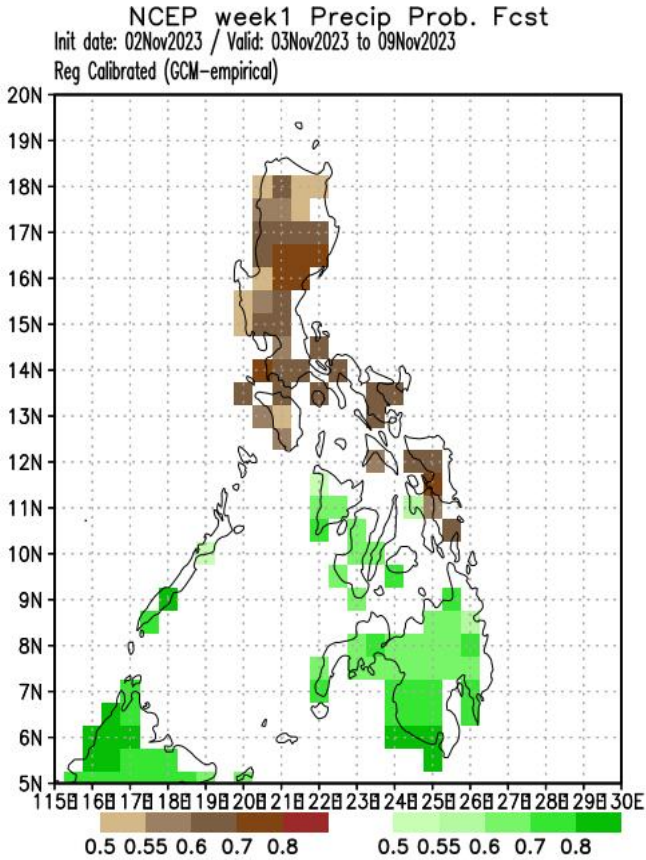 NCEP week1 Precip Prob. Fcst
Init date: 02Nov2023 / Valid: 03Nov2023 to 09Nov2023
Reg Calibrated (GCM-empirical)
20N
19N
18N
17N
16N
15N
14N
13N
12N
11N
10N
9N
8N
7N
6N
5N
115E 116E 117E 118E 119E 120E 121E 122E 123E 124E 125E 126E 127E 128E 129E 130E
0.5 0.55 0.6 0.7 0.8 0.5 0.55 0.6 0.7 0.8